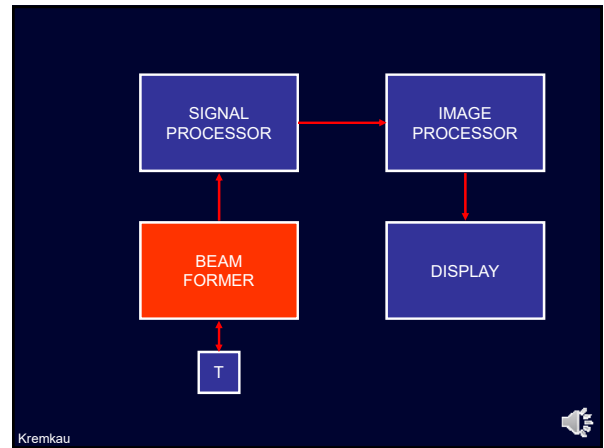 SIGNAL
PROCESSOR
IMAGE
PROCESSOR
BEAM
FORMER
DISPLAY
T
Kremkau